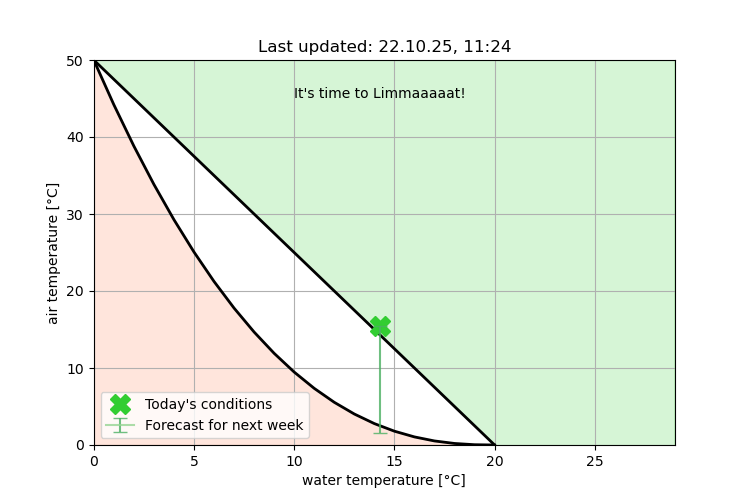 Last updated: 22.10.25, 11:24
50
It's time to Limmaaaaat!
40
30
air temperature [°C]
20
10
Today's conditions
Forecast for next week
0
0 5 10 15 20 25
water temperature [°C]